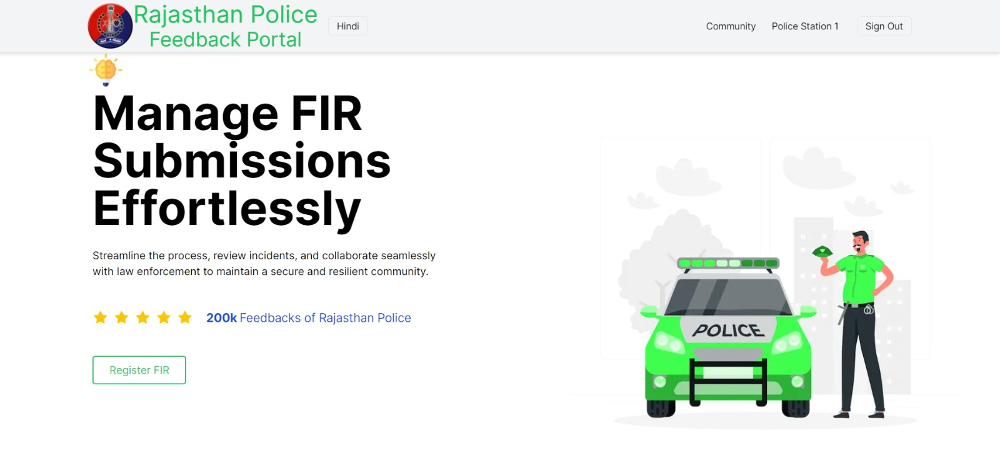 Rajasthan Police
Feedback Portal
Hindi
Community
Police Station 1
Sign Out
Manage FIR
Submissions
Effortlessly
Streamline the process, review incidents, and collaborate seamlessly
with law enforcement to maintain a secure and resilient community.
200k Feedbacks of Rajasthan Police
Register FIR
POLICE